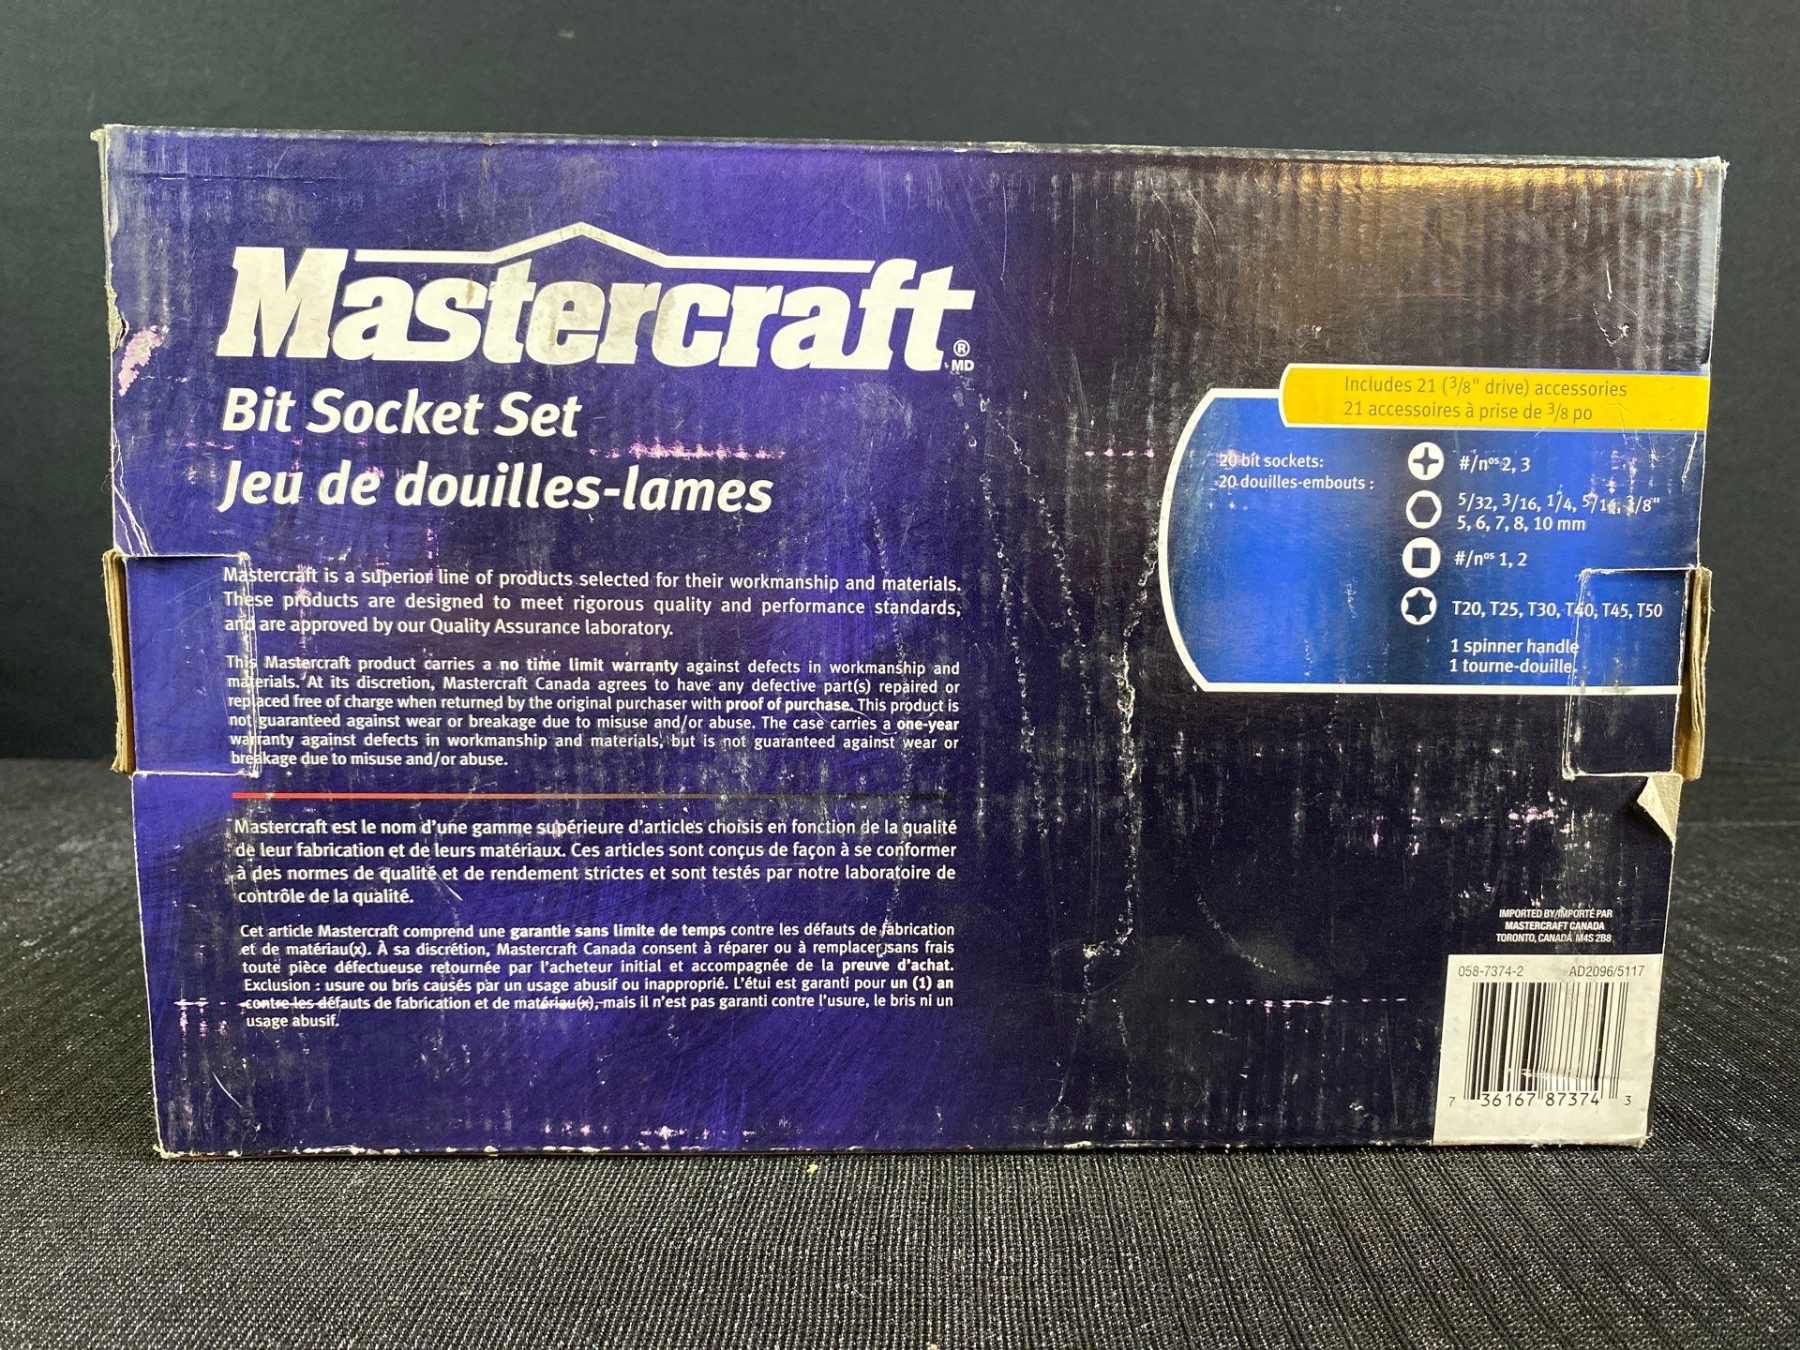 Mastercraft ® MD
Bit Socket Set
Jeu de douilles-lames
Mastercraft is a superior line of products selected for their workmanship and materials.
These products are designed to meet rigorous quality and performance standards,
and are approved by our Quality Assurance laboratory.
This Mastercraft product carries a no time limit warranty against defects in workmanship and
materials. At its discretion, Mastercraft Canada agrees to have any defective part(s) repaired or
replaced free of charge when returned by the original purchaser with proof of purchase. This product is
not guaranteed against wear or breakage due to misuse and/or abuse. The case carries a one-year
warranty against defects in workmanship and materials, but is not guaranteed against wear or
breakage due to misuse and/or abuse.
Mastercraft est le nom d'une gamme supérieure d'articles choisis en fonction de la qualité
de leur fabrication et de leurs matériaux. Ces articles sont conçus de façon à se conformer
à des normes de qualité et de rendement strictes et sont testés par notre laboratoire de
contrôle de la qualité.
Cet article Mastercraft comprend une garantie sans limite de temps contre les défauts de fabrication
et de matériau(x). À sa discrétion, Mastercraft Canada consent à réparer ou à remplacer sans frais
toute pièce défectueuse retournée par l'acheteur initial et accompagnée de la preuve d'achat.
Exclusion : usure ou bris causés par un usage abusif ou inapproprié. L'étui est garanti pour un (1) an
contre les défauts de fabrication et de matériau(x), mais il n'est pas garanti contre l'usure, le bris ni un
usage abusif.
Includes 21 (3/8" drive) accessories
21 accessoires à prise de 3/8 po
20 bit sockets:
20 douilles-embouts :
#/nos 2, 3
5/32, 3/16, 1/4, 5/16, 3/8"
5, 6, 7, 8, 10 mm
#/nos 1, 2
T20, T25, T30, T40, T45, T50
1 spinner handle
1 tourne-douille
IMPORTED BY/IMPORTÉ PAR
MASTERCRAFT CANADA
TORONTO, CANADA M4S 2B8
058-7374-2 AD2096/5117
7 36167 87374 3